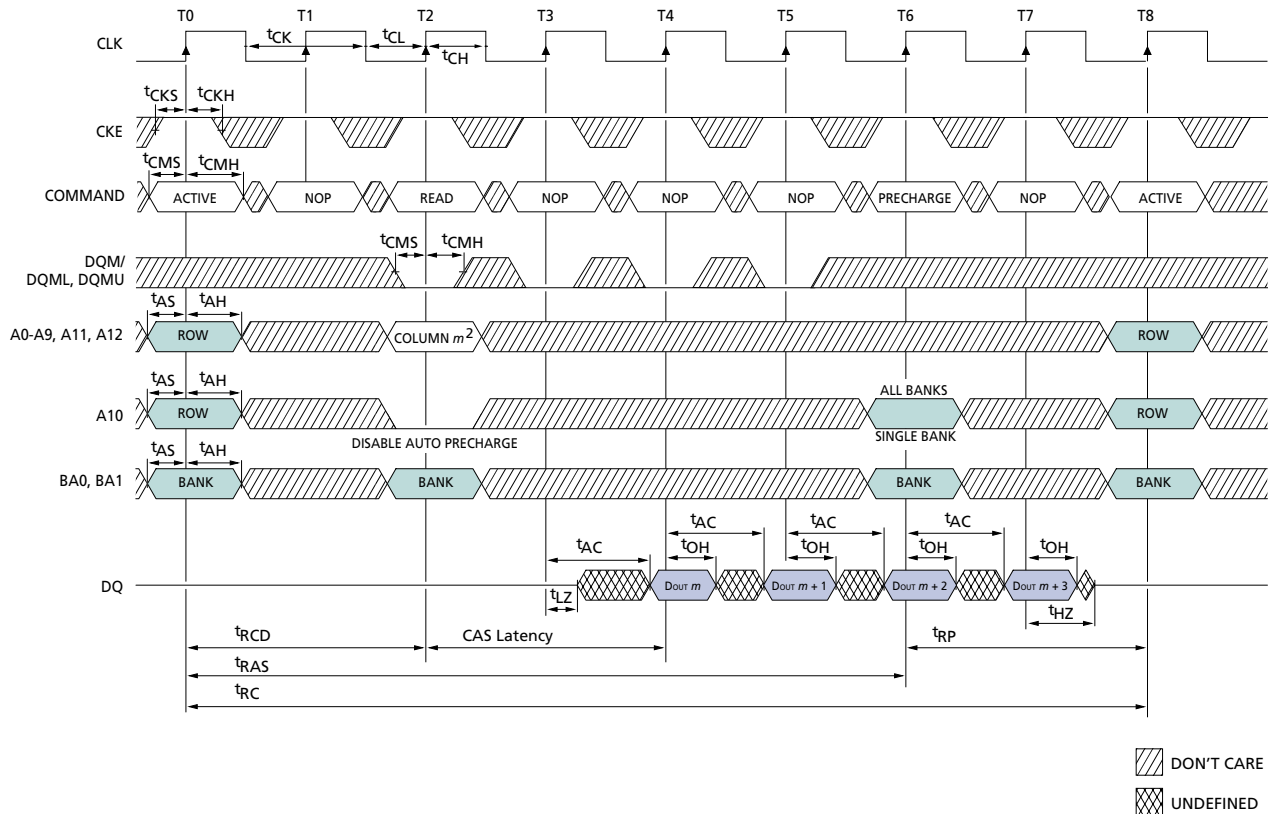 T0 T1 T2 T3 T4 T5 T6 T7 T8
CLK
tCK tCL
tCH
tCKS tCKH
CKE
tCMS tCMH
COMMAND ACTIVE NOP READ NOP NOP NOP PRECHARGE NOP ACTIVE
tCMS tCMH
DQM/
DQML, DQMU
tAS tAH
A0-A9, A11, A12 ROW COLUMN m2 ROW
tAS tAH
ALL BANKS
A10 ROW ROW
DISABLE AUTO PRECHARGE SINGLE BANK
tAS tAH
BA0, BA1 BANK BANK BANK BANK
tAC tAC tAC tAC
tOH tOH tOH tOH
DQ DOUT m DOUT m + 1 DOUT m + 2 DOUT m + 3
tLZ tHZ
tRCD CAS Latency tRP
tRAS
tRC
DON'T CARE
UNDEFINED